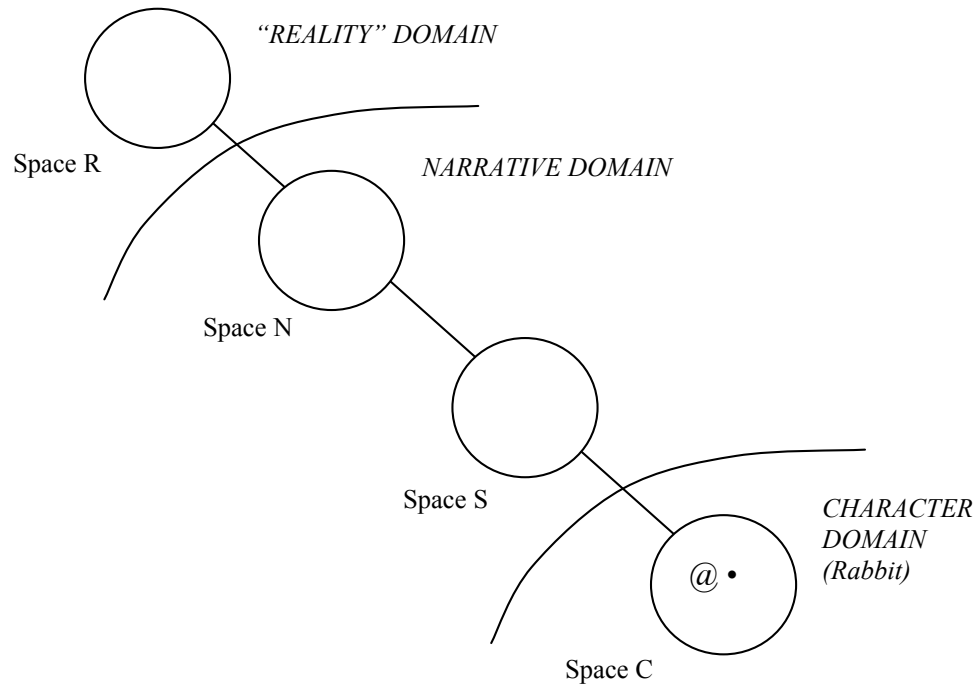 “REALITY” DOMAIN
Space R
NARRATIVE DOMAIN
Space N
Space S
CHARACTER
DOMAIN
(Rabbit)
@ •
Space C